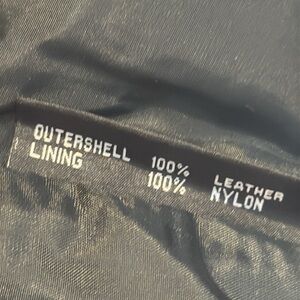 OUTERSHELL 100% LEATHER
LINING 100% NYLON